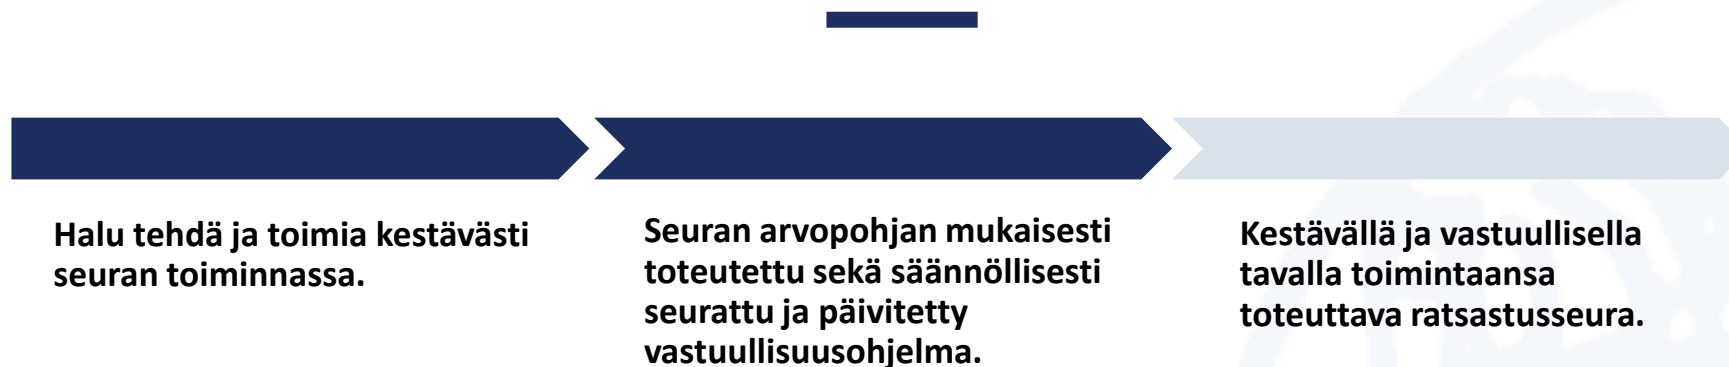 Halu tehdä ja toimia kestävästi
seuran toiminnassa.
Seuran arvopohjan mukaisesti
toteutettu sekä säännöllisesti
seurattu ja päivitetty
vastuullisuusohjelma.
Kestävällä ja vastuullisella
tavalla toimintaansa
toteuttava ratsastusseura.